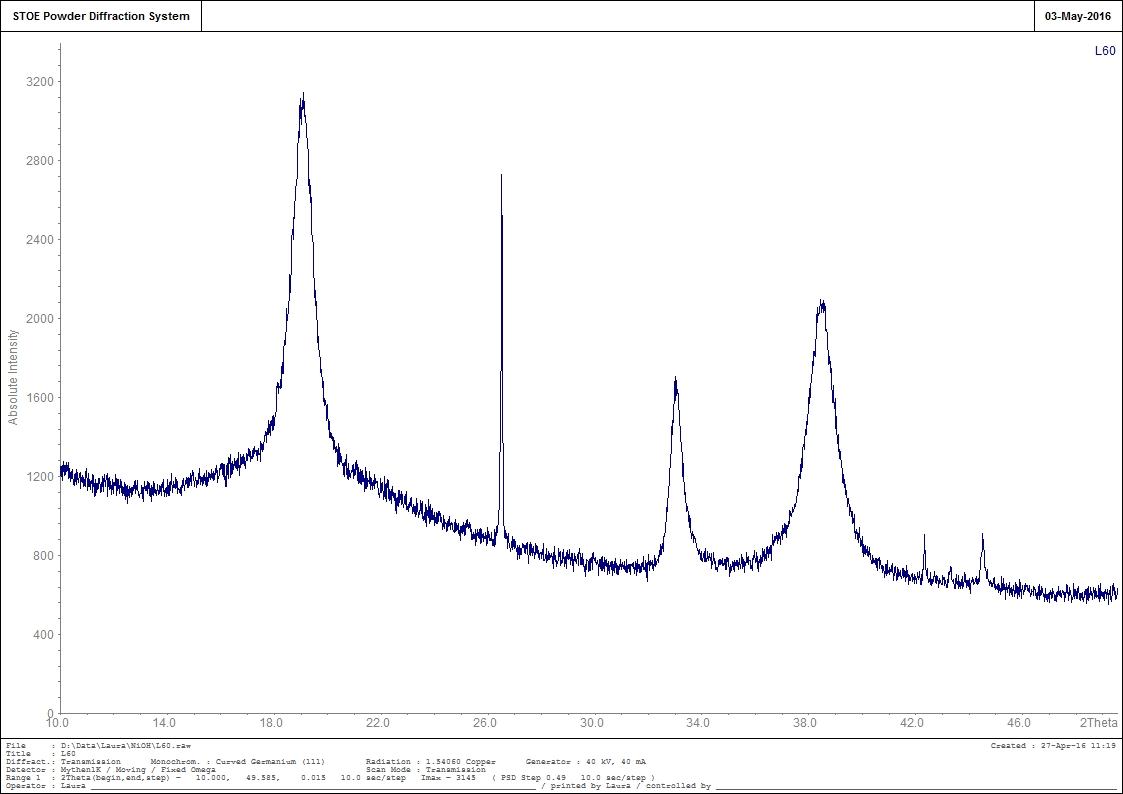 STOE Powder Diffraction System
03-May-2016
L60
Absolute Intensity
3200
2800
2400
2000
1600
1200
800
400
0
10.0 14.0 18.0 22.0 26.0 30.0 34.0 38.0 42.0 46.0 2Theta
File : D:\Data\Laura\NiOH\L60.raw Created : 27-Apr-16 11:19
Title : L60
Diffract.: Transmission Monochrom. : Curved Germanium (111) Radiation : 1.54060 Copper Generator : 40 kV, 40 mA
Detector : Mythen1K / Moving / Fixed Omega Scan Mode : Transmission
Range 1 : 2Theta(begin,end,step) = 10.000, 49.585, 0.015 10.0 sec/step Imax = 3145 ( PSD Step 0.49 10.0 sec/step )
Operator : Laura / printed by Laura / controlled by